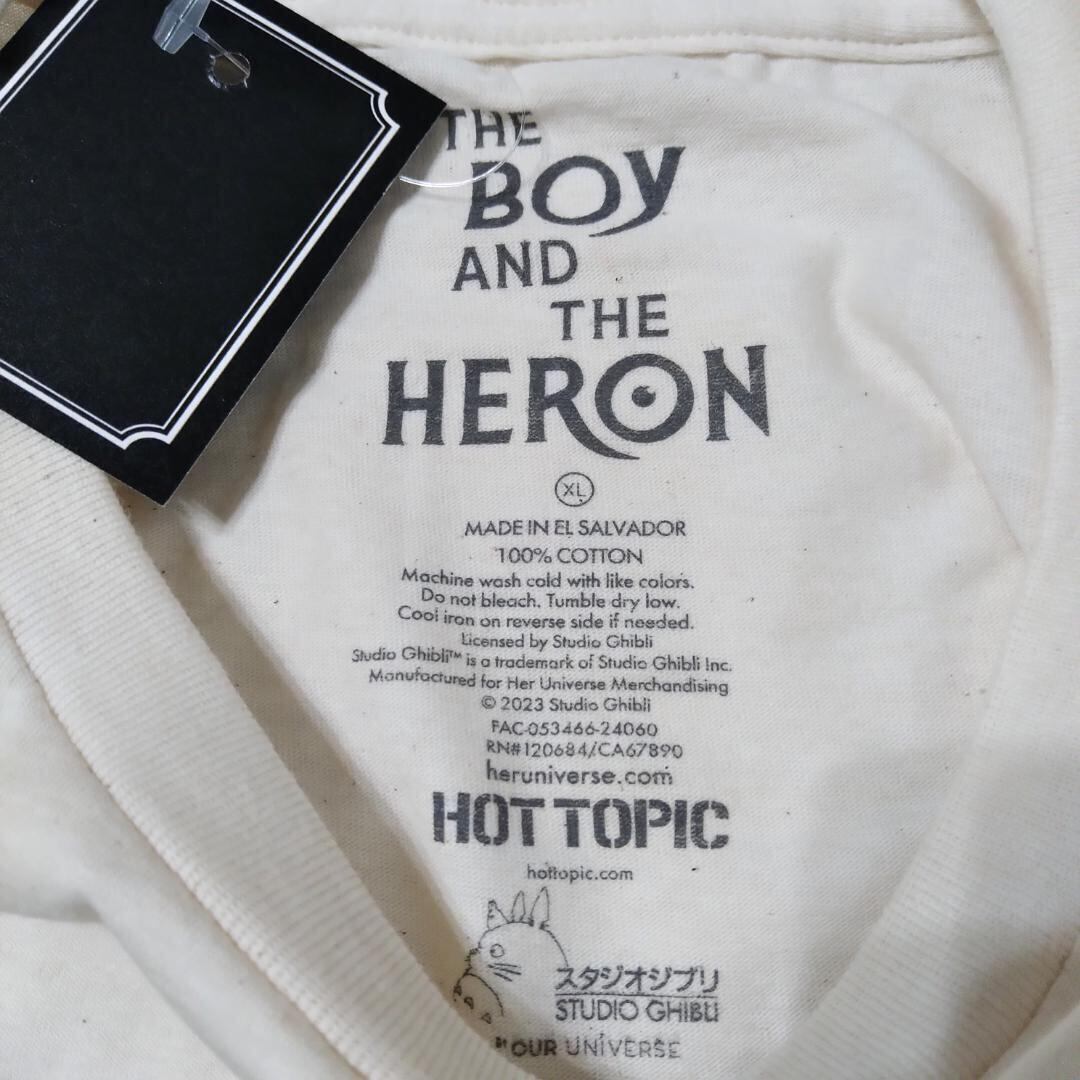 THE
BOY
AND
THE
HERON
XL
MADE IN EL SALVADOR
100% COTTON
Machine wash cold with like colors.
Do not bleach. Tumble dry low.
Cool iron on reverse side if needed.
Licensed by Studio Ghibli
Studio Ghibli™ is a trademark of Studio Ghibli Inc.
Manufactured for Her Universe Merchandising
© 2023 Studio Ghibli
FAC-053466-24060
RN#120684/CA67890
heruniverse.com
HOT TOPIC
hottopic.com
スタジオジブリ
STUDIO GHIBLI
OUR UNIVERSE